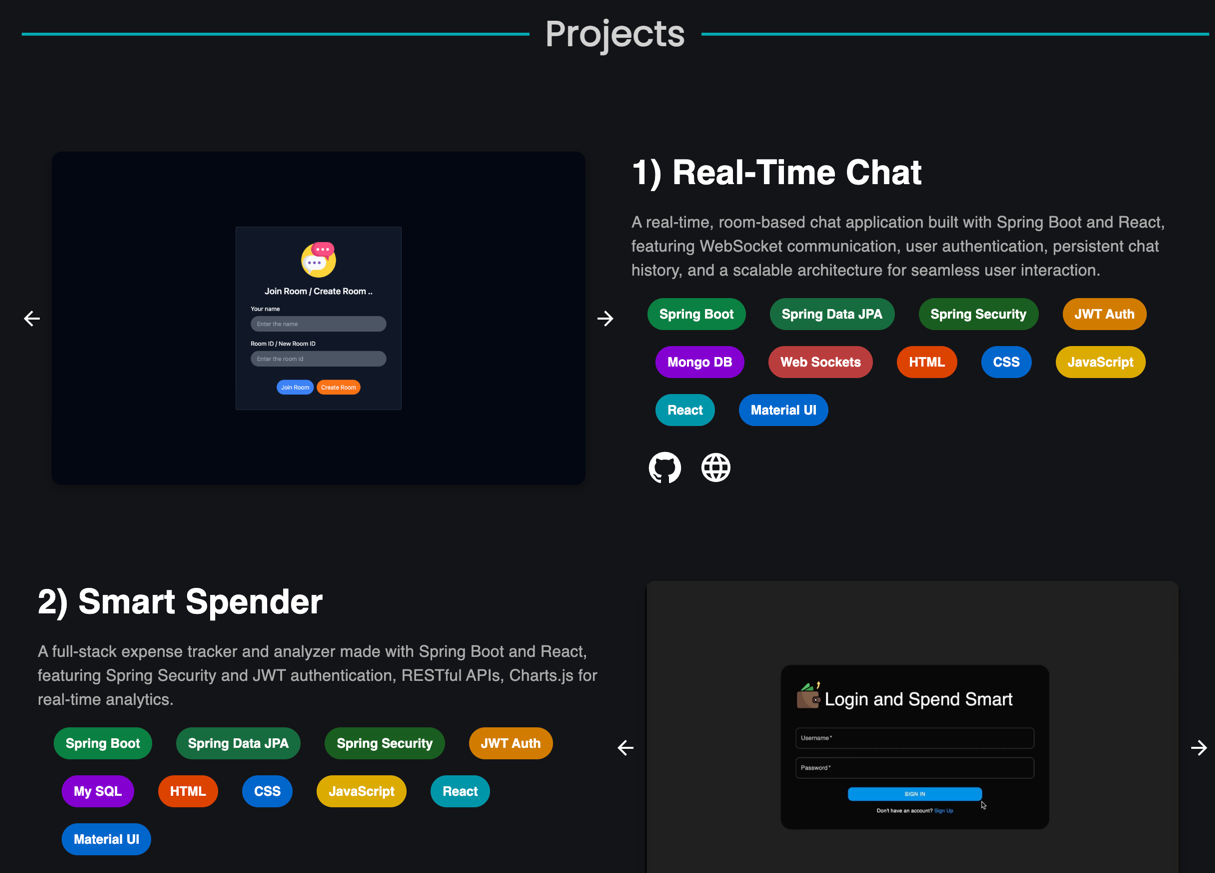 Projects
Join Room / Create Room ..
Your name
Enter the name
Room ID / New Room ID
Enter the room id
Join Room Create Room
1) Real-Time Chat
A real-time, room-based chat application built with Spring Boot and React,
featuring WebSocket communication, user authentication, persistent chat
history, and a scalable architecture for seamless user interaction.
Spring Boot Spring Data JPA Spring Security JWT Auth
Mongo DB Web Sockets HTML CSS JavaScript
React Material UI
2) Smart Spender
A full-stack expense tracker and analyzer made with Spring Boot and React,
featuring Spring Security and JWT authentication, RESTful APIs, Charts.js for
real-time analytics.
Spring Boot Spring Data JPA Spring Security JWT Auth
My SQL HTML CSS JavaScript React
Material UI
Login and Spend Smart
Username*
Password*
SIGN IN
Don't have an account? Sign Up